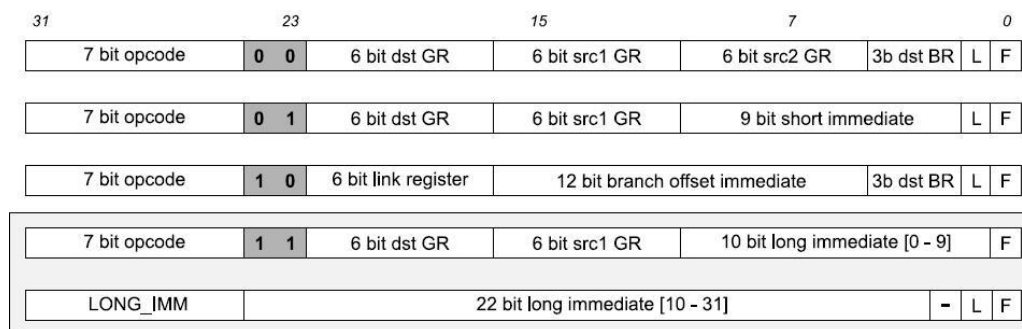 31 23 15 7 0
7 bit opcode 0 0 6 bit dst GR 6 bit src1 GR 6 bit src2 GR 3b dst BR L F
7 bit opcode 0 1 6 bit dst GR 6 bit src1 GR 9 bit short immediate L F
7 bit opcode 1 0 6 bit link register 12 bit branch offset immediate 3b dst BR L F
7 bit opcode 1 1 6 bit dst GR 6 bit src1 GR 10 bit long immediate [0 - 9] F
LONG_IMM 22 bit long immediate [10 - 31] - L F